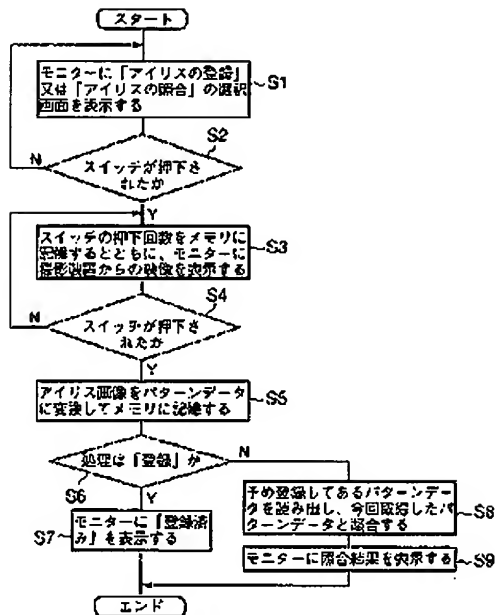 スタート
モニターに「アイリスの登録」
又は「アイリスの照合」の選択
画面を表示する
S1
S2
スイッチが押下さ
れたか
N
Y
スイッチの押下回数をメモリに
記憶するとともに、モニターに
撮影装置からの映像を表示する
S3
S4
スイッチが押下さ
れたか
N
Y
アイリス画像をパターンデータ
に変換してメモリに記憶する
S5
処理は「登録」か
N
S6
Y
モニターに『登録済
み』を表示する
S7
予め登録してあるパターンデー
タを読み出し、今回取得したパ
ターンデータと照合する
S8
モニターに照合結果を表示する
S9
エンド